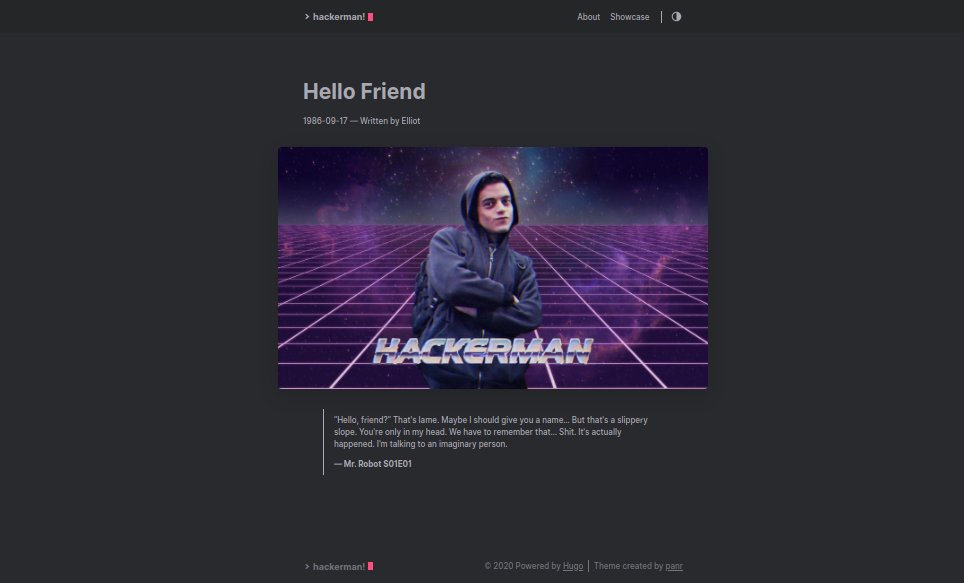 > hackerman!
About Showcase
Hello Friend
1986-09-17 — Written by Elliot
HACKERMAN
"Hello, friend?" That's lame. Maybe I should give you a name... But that's a slippery
slope. You're only in my head. We have to remember that... Shit. It's actually
happened. I'm talking to an imaginary person.
— Mr. Robot S01E01
> hackerman!
© 2020 Powered by Hugo | Theme created by panr